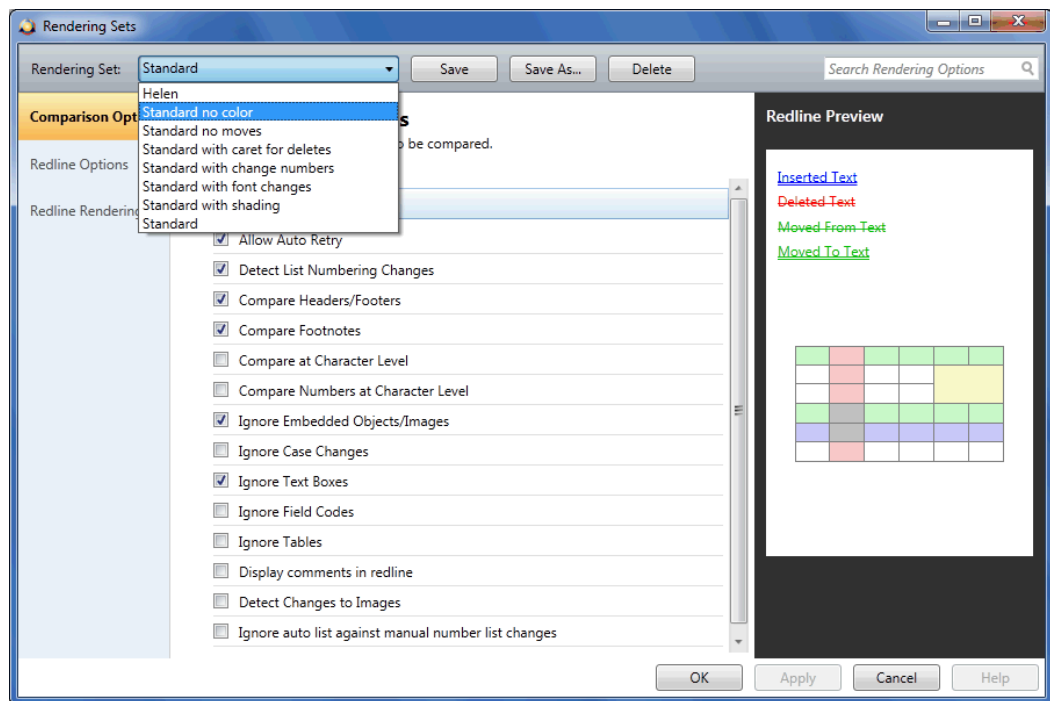 Rendering Sets
Rendering Set: Standard Save Save As... Delete Search Rendering Options
Helen
Standard no color
Standard no moves
Standard with caret for deletes
Standard with change numbers
Standard with font changes
Standard with shading
Standard
Comparison Opt
Redline Options
Redline Rendering
s
o be compared.
Allow Auto Retry
Detect List Numbering Changes
Compare Headers/Footers
Compare Footnotes
Compare at Character Level
Compare Numbers at Character Level
Ignore Embedded Objects/Images
Ignore Case Changes
Ignore Text Boxes
Ignore Field Codes
Ignore Tables
Display comments in redline
Detect Changes to Images
Ignore auto list against manual number list changes
Redline Preview
Inserted Text
Deleted Text
Moved From Text
Moved To Text
OK Apply Cancel Help